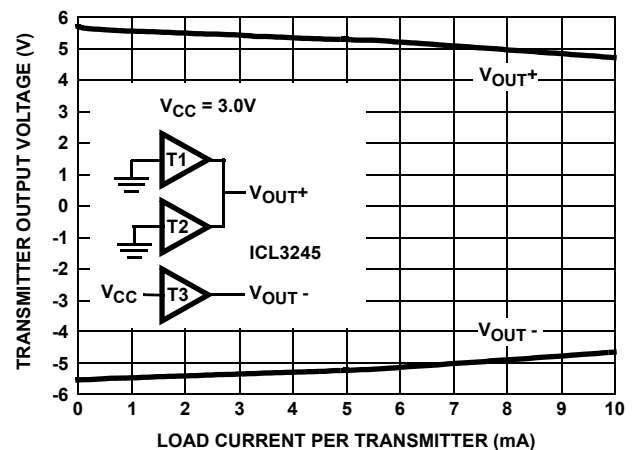 TRANSMITTER OUTPUT VOLTAGE (V)
6
5
4
3
2
1
0
-1
-2
-3
-4
-5
-6
VOUT+
VCC = 3.0V
T1
VOUT+
T2
ICL3245
VCC
T3
VOUT -
VOUT -
0 1 2 3 4 5 6 7 8 9 10
LOAD CURRENT PER TRANSMITTER (mA)